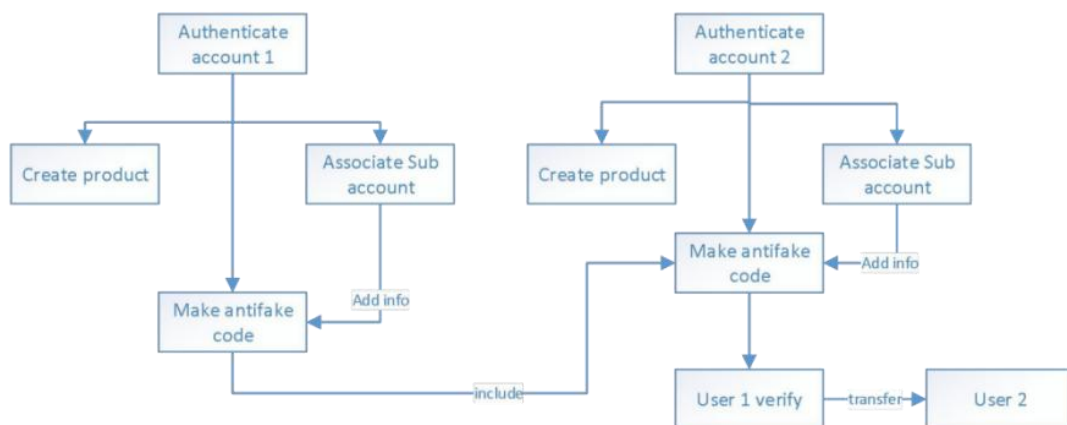 Authenticate
account 1
Authenticate
account 2
Create product
Associate Sub
account
Create product
Associate Sub
account
Make antifake
code
Add info
Add info
Make antifake
code
include
User 1 verify
transfer
User 2